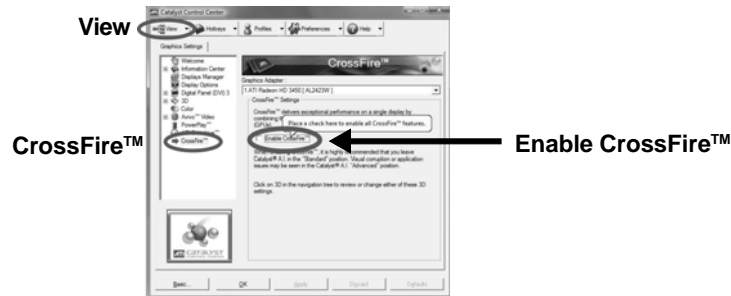 View
CrossFire™
Enable CrossFire™
Catalyst Control Center
View
Hotkeys
Profiles
Preferences
Help
Graphics Settings
Welcome
Information Center
Displays Manager
Display Options
Digital Panel (DVI) 3
3D
Color
Avivo™ Video
PowerPlay™
CrossFire™
CrossFire™
Graphics Adapter
1.ATI Radeon HD 3450 [ AL2423W ]
CrossFire™ Settings
CrossFire™ delivers exceptional performance on a single display by
combining
(GPUs).
Place a check here to enable all CrossFire™ features.
Enable CrossFire™
it is highly recommended that you leave
Catalyst® A.I. in the "Standard" position. Visual corruption or application
issues may be seen in the Catalyst® A.I. "Advanced" position.
Click on 3D in the navigation tree to review or change either of these 3D
settings.
CATALYST
Basic...
OK
Apply
Discard
Defaults